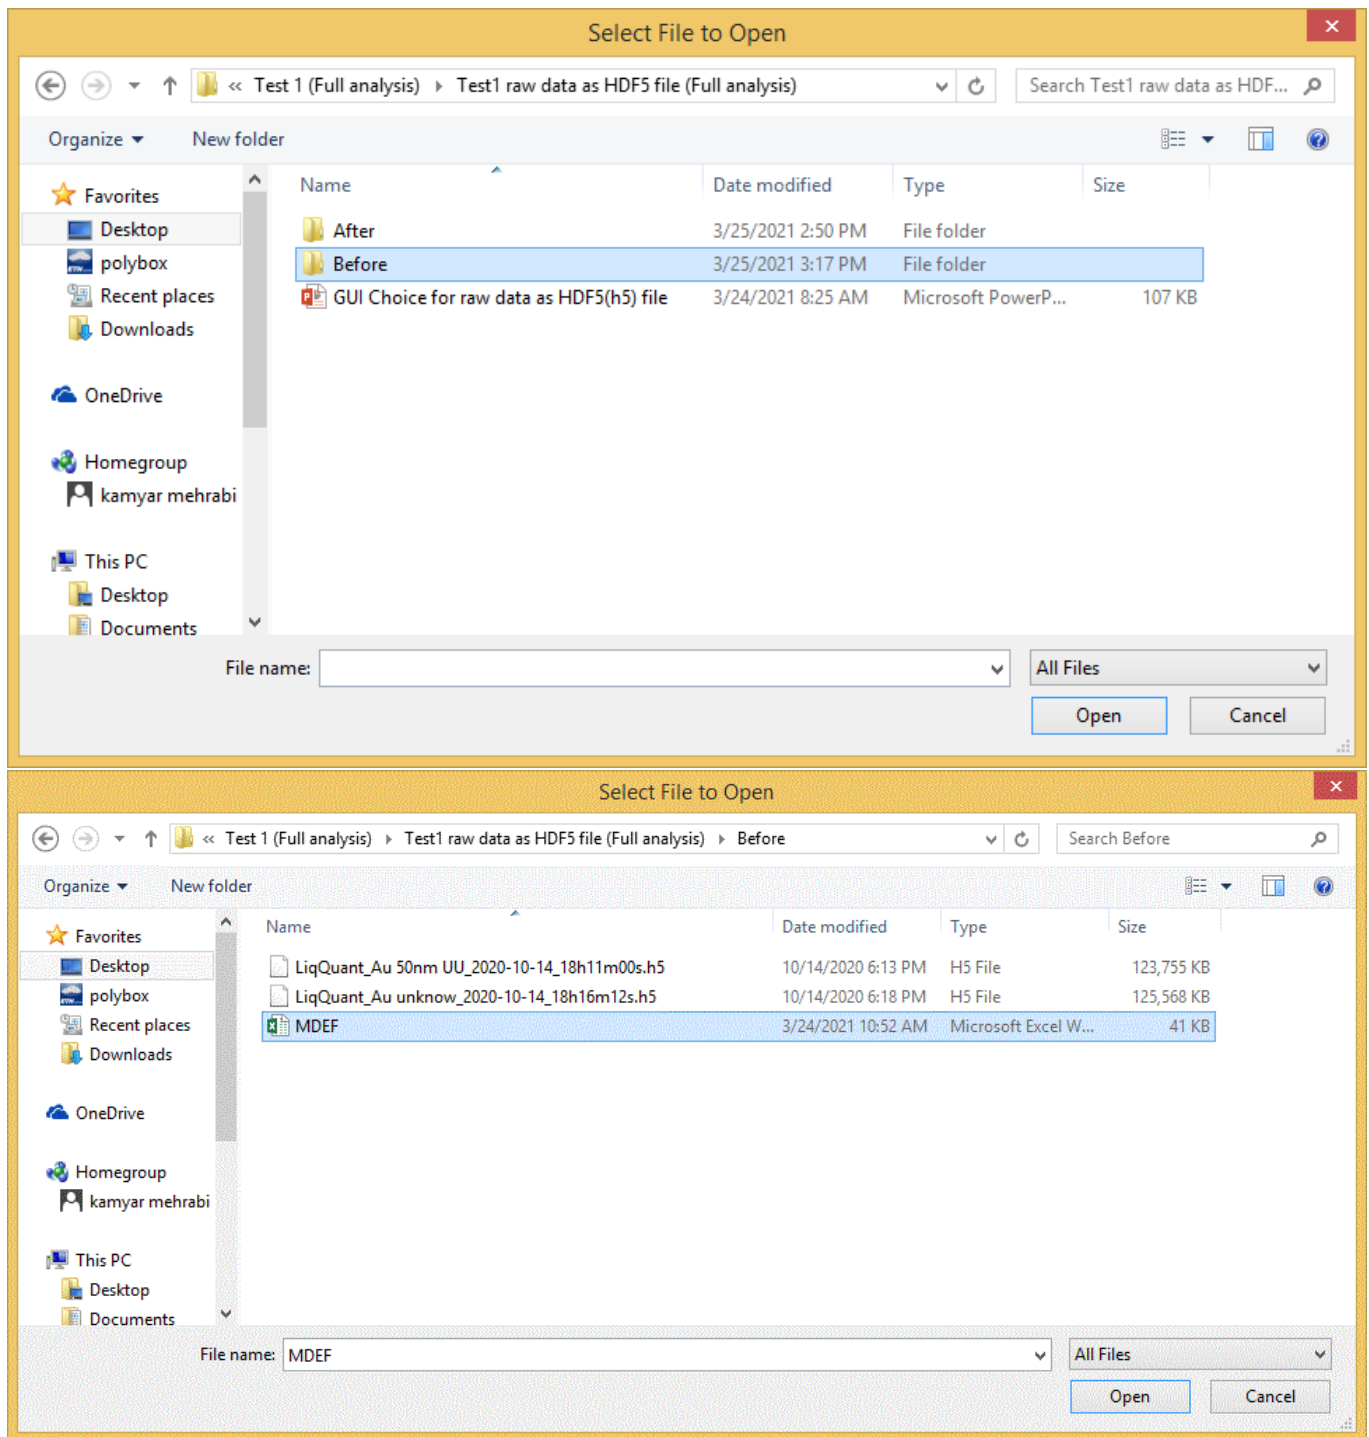 Select File to Open
« Test 1 (Full analysis) Test1 raw data as HDF5 file (Full analysis) Search Test1 raw data as HDF...
Organize New folder
Name Date modified Type Size
Favorites
Desktop After 3/25/2021 2:50 PM File folder
polybox Before 3/25/2021 3:17 PM File folder
Recent places GUI Choice for raw data as HDF5(h5) file 3/24/2021 8:25 AM Microsoft PowerP... 107 KB
Downloads
OneDrive
Homegroup
kamyar mehrabi
This PC
Desktop
Documents
File name: All Files
Open Cancel
Select File to Open
« Test 1 (Full analysis) Test1 raw data as HDF5 file (Full analysis) Before Search Before
Organize New folder
Name Date modified Type Size
Favorites
Desktop LiqQuant_Au 50nm UU_2020-10-14_18h11m00s.h5 10/14/2020 6:13 PM H5 File 123,755 KB
polybox LiqQuant_Au unknow_2020-10-14_18h16m12s.h5 10/14/2020 6:18 PM H5 File 125,568 KB
Recent places MDEF 3/24/2021 10:52 AM Microsoft Excel W... 41 KB
Downloads
OneDrive
Homegroup
kamyar mehrabi
This PC
Desktop
Documents
File name: MDEF All Files
Open Cancel